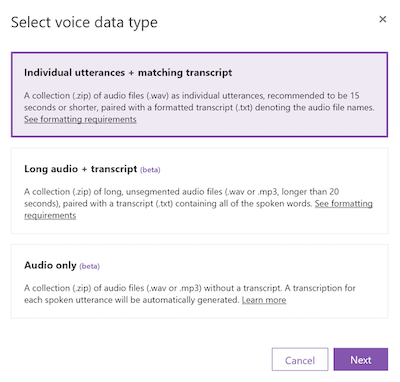 Select voice data type
Individual utterances + matching transcript
A collection (.zip) of audio files (.wav) as individual utterances, recommended to be 15
seconds or shorter, paired with a formatted transcript (.txt) denoting the audio file names.
See formatting requirements
Long audio + transcript (beta)
A collection (.zip) of long, unsegmented audio files (.wav or .mp3, longer than 20
seconds), paired with a transcript (.txt) containing all of the spoken words. See formatting
requirements
Audio only (beta)
A collection (.zip) of audio files (.wav or .mp3) without a transcript. A transcription for
each spoken utterance will be automatically generated. Learn more
Cancel Next